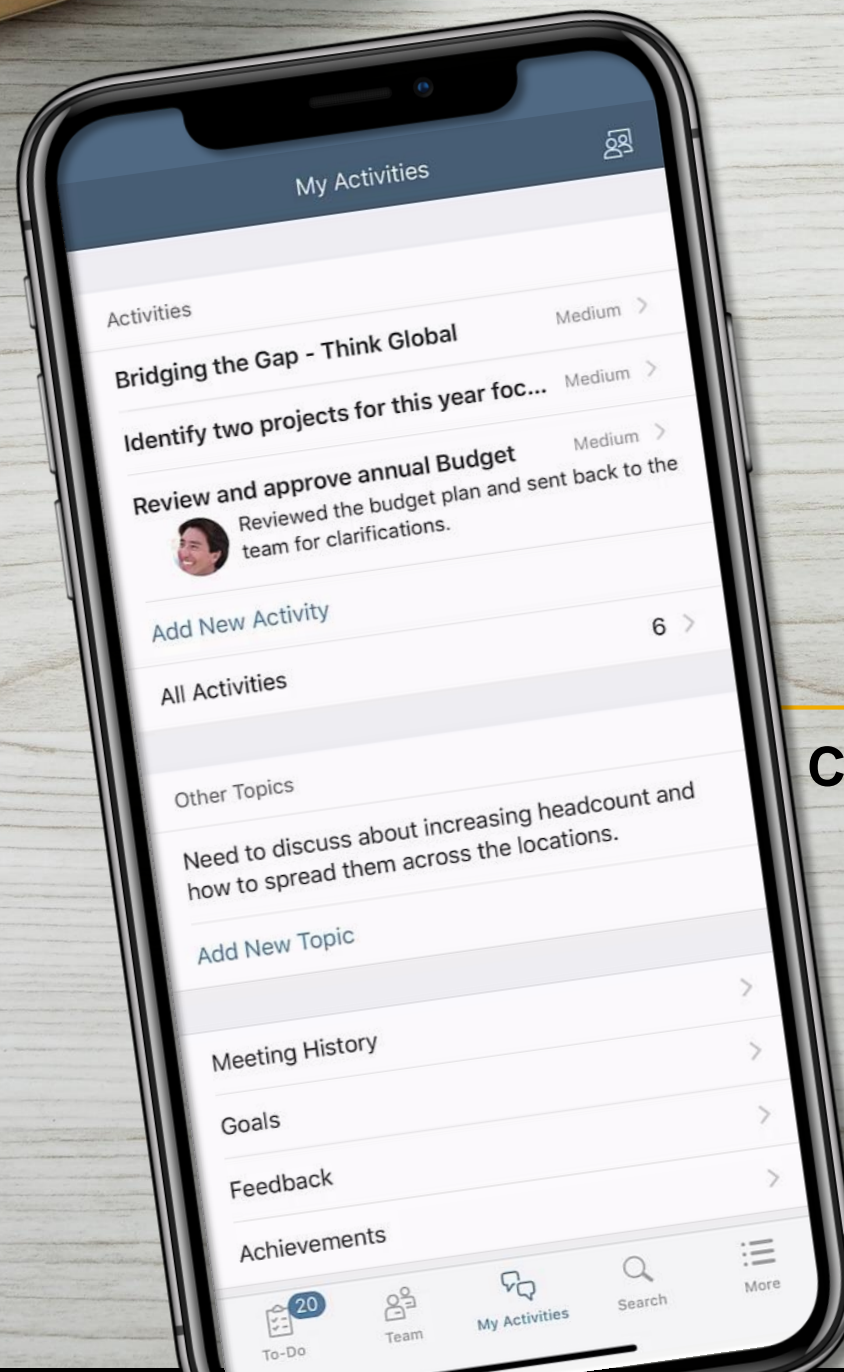 My Activities
Activities
Bridging the Gap - Think Global
Medium
Identify two projects for this year foc...
Medium
Review and approve annual Budget
Medium
Reviewed the budget plan and sent back to the
team for clarifications.
Add New Activity
All Activities
6
Other Topics
Need to discuss about increasing headcount and
how to spread them across the locations.
Add New Topic
Meeting History
Goals
Feedback
Achievements
20
To-Do
Team
My Activities
Search
More
C